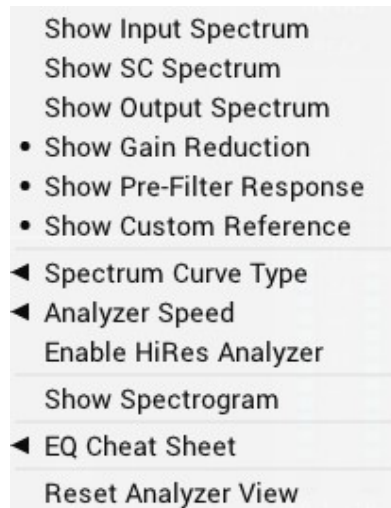 Show Input Spectrum
Show SC Spectrum
Show Output Spectrum
• Show Gain Reduction
• Show Pre-Filter Response
• Show Custom Reference
◄ Spectrum Curve Type
◄ Analyzer Speed
Enable HiRes Analyzer
Show Spectrogram
◄ EQ Cheat Sheet
Reset Analyzer View